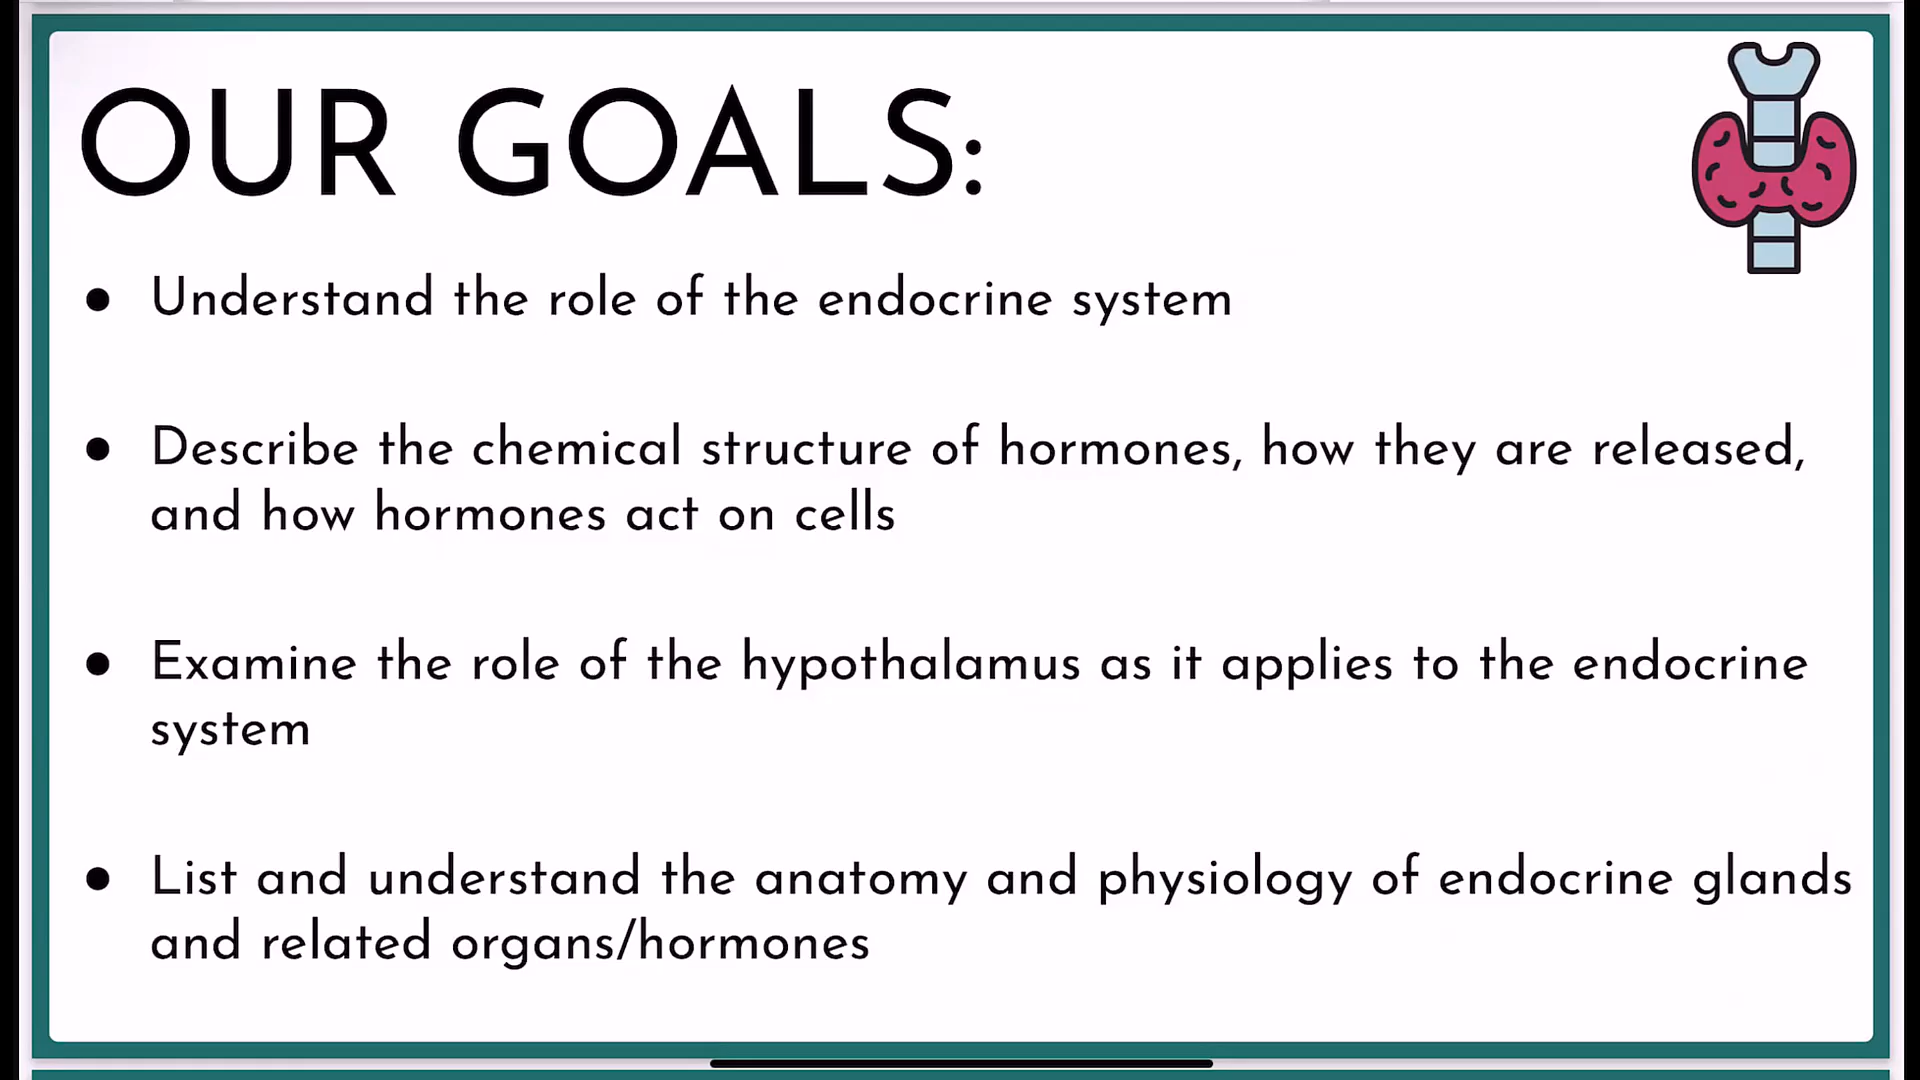 OUR GOALS:
● Understand the role of the endocrine system
● Describe the chemical structure of hormones, how they are released,
and how hormones act on cells
● Examine the role of the hypothalamus as it applies to the endocrine
system
● List and understand the anatomy and physiology of endocrine glands
and related organs/hormones